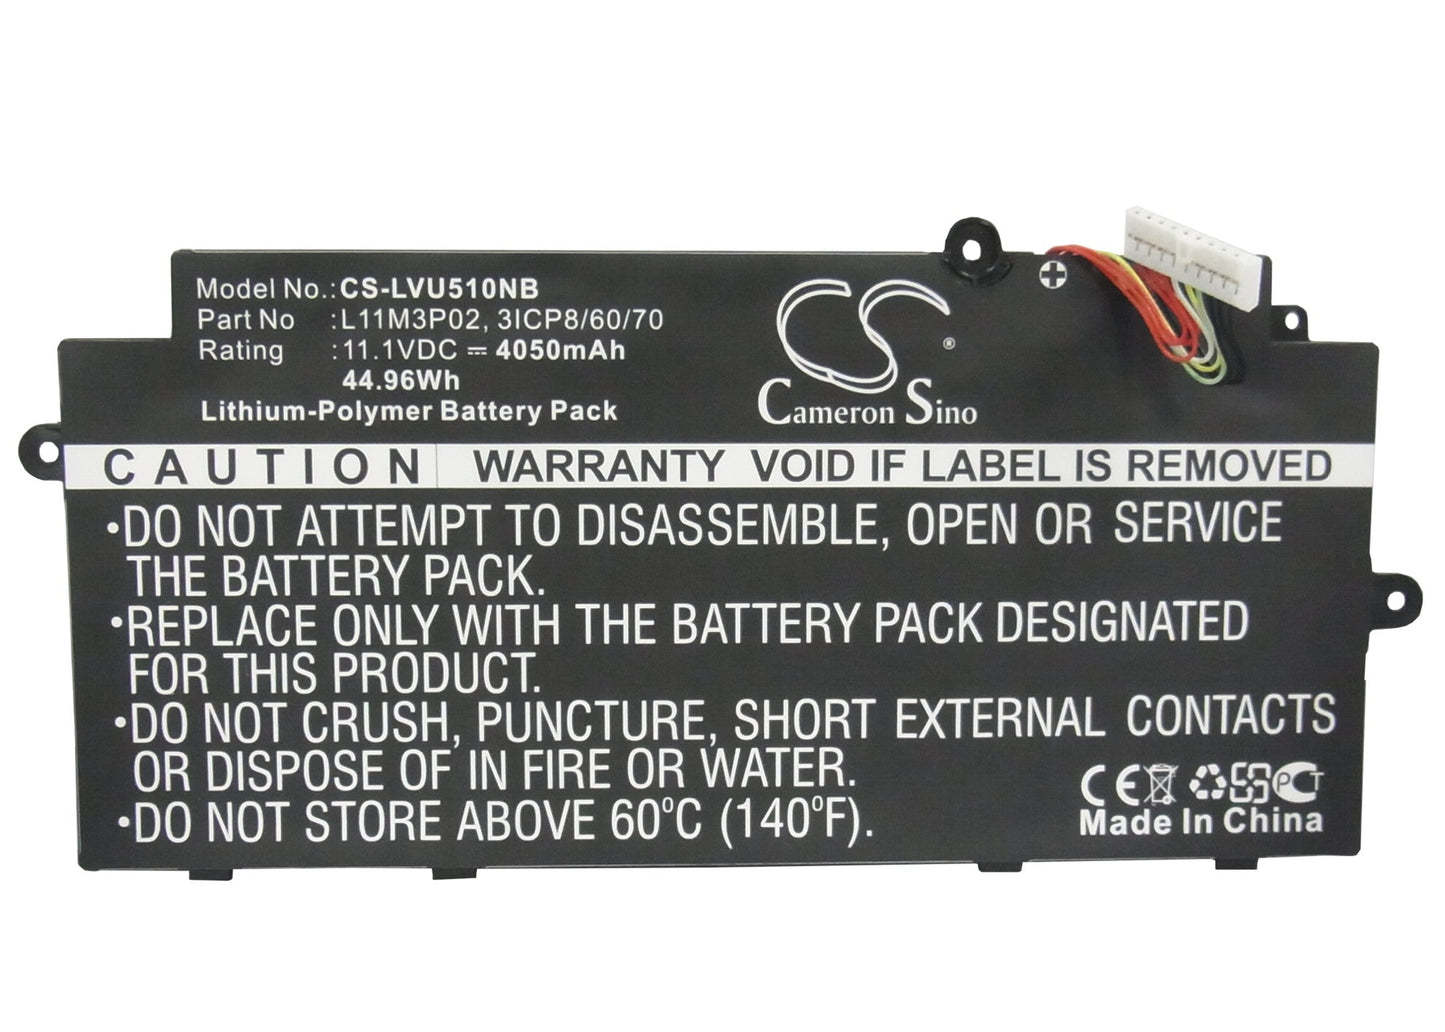 Model No.:CS-LVU510NB
Part No :L11M3P02, 3ICP8/60/70
Rating :11.1VDC ⎓ 4050mAh
44.96Wh
Lithium-Polymer Battery Pack
CS ®
Cameron Sino
CAUTION WARRANTY VOID IF LABEL IS REMOVED
•DO NOT ATTEMPT TO DISASSEMBLE, OPEN OR SERVICE
THE BATTERY PACK.
•REPLACE ONLY WITH THE BATTERY PACK DESIGNATED
FOR THIS PRODUCT.
•DO NOT CRUSH, PUNCTURE, SHORT EXTERNAL CONTACTS
OR DISPOSE OF IN FIRE OR WATER.
•DO NOT STORE ABOVE 60°C (140°F).
CE PCT
Made In China